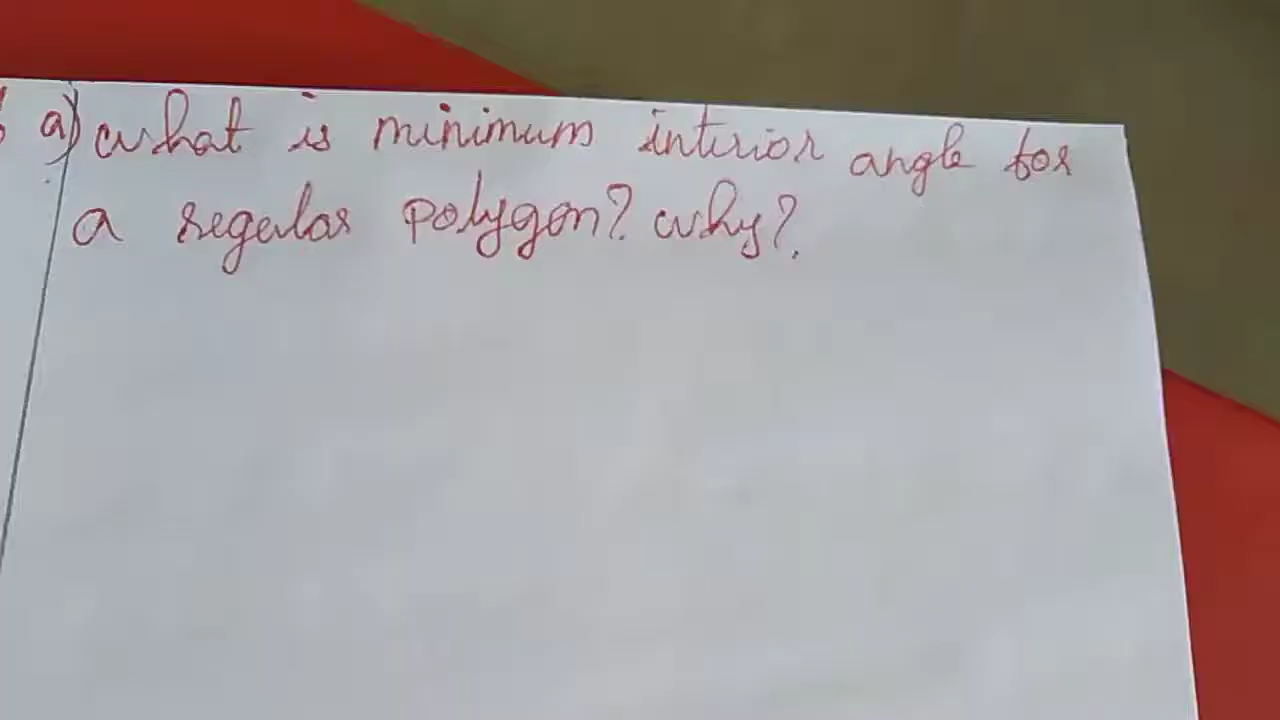 a) what is minimum interior angle for
a regular polygon? why?.